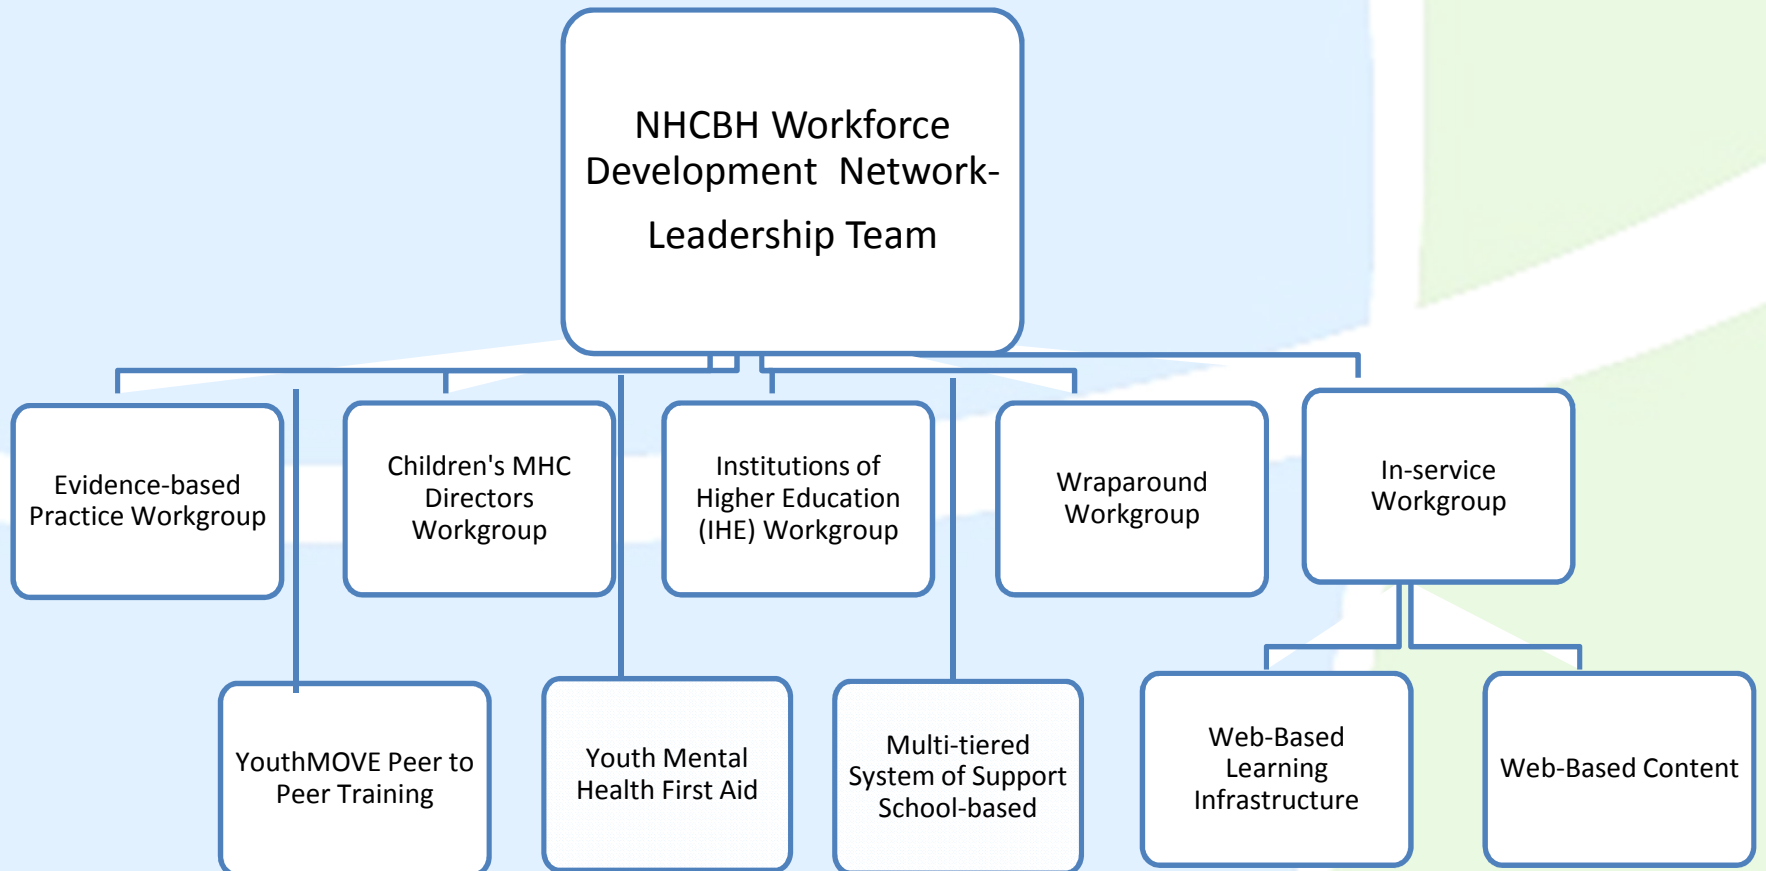 NHCBH Workforce
Development  Network-
Leadership Team
Evidence-based
Practice Workgroup
Children's MHC
Directors
Workgroup
Institutions of
Higher Education
(IHE) Workgroup
Wraparound
Workgroup
In-service
Workgroup
YouthMOVE Peer to
Peer Training
Youth Mental
Health First Aid
Multi-tiered
System of Support
School-based
Web-Based
Learning
Infrastructure
Web-Based Content